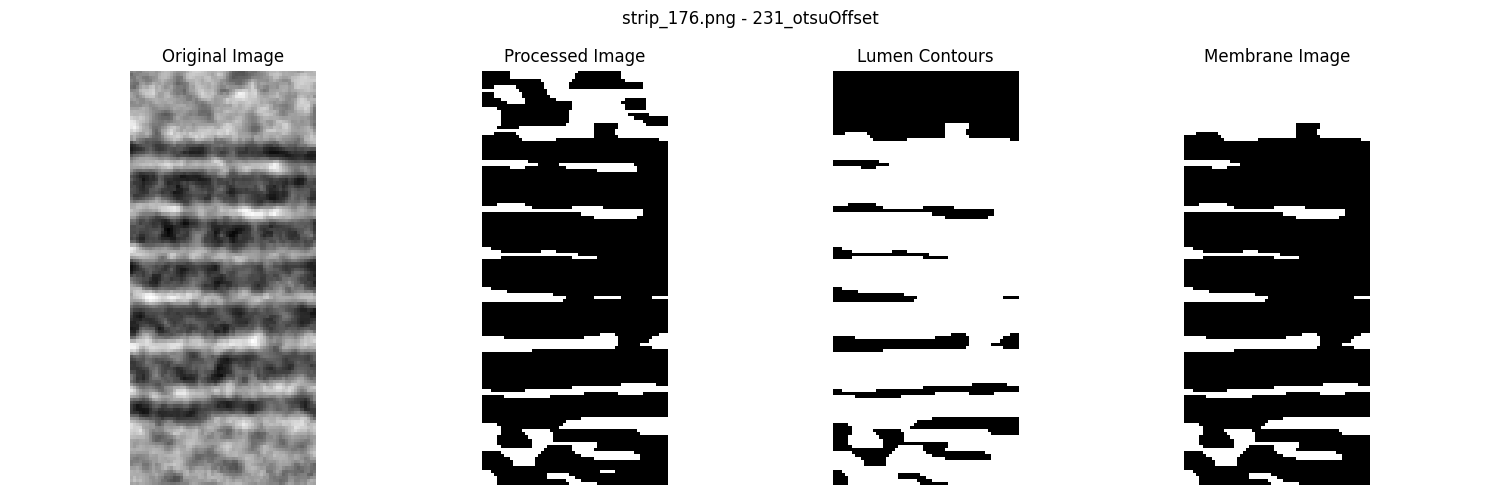 strip_176.png - 231_otsuOffset
Original Image
Processed Image
Lumen Contours
Membrane Image